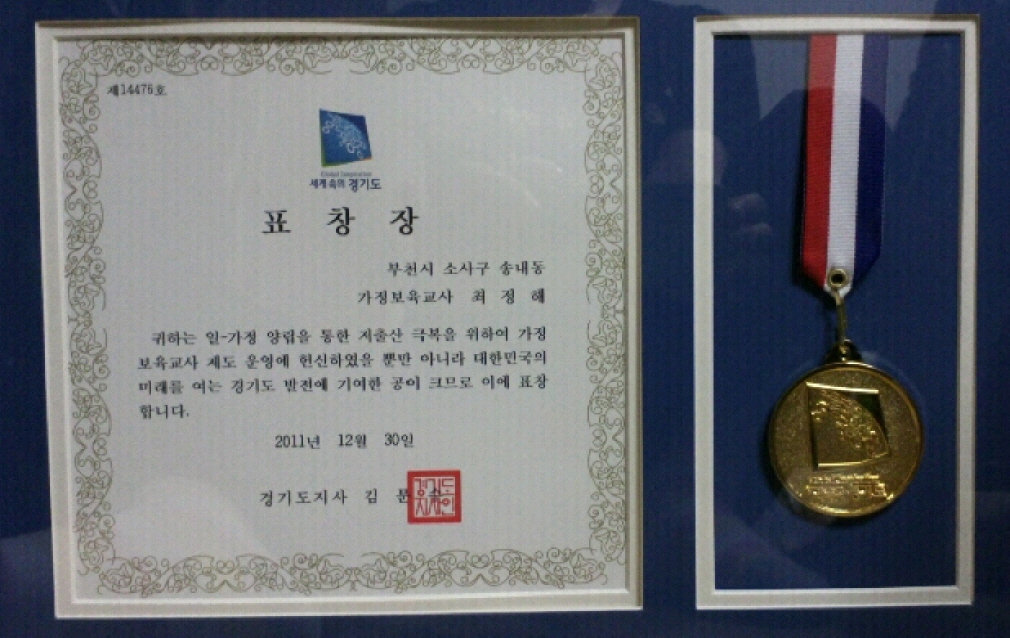 제14476호
Global Inspiration
세계 속의 경기도
표 창 장
부천시 소사구 송내동
가정보육교사 최 정 해
귀하는 일-가정 양립을 통한 저출산 극복을 위하여 가정
보육교사 제도 운영에 헌신하였을 뿐만 아니라 대한민국의
미래를 여는 경기도 발전에 기여한 공이 크므로 이에 표창
합니다.
2011년 12월 30일
경기도지사 김 문 수